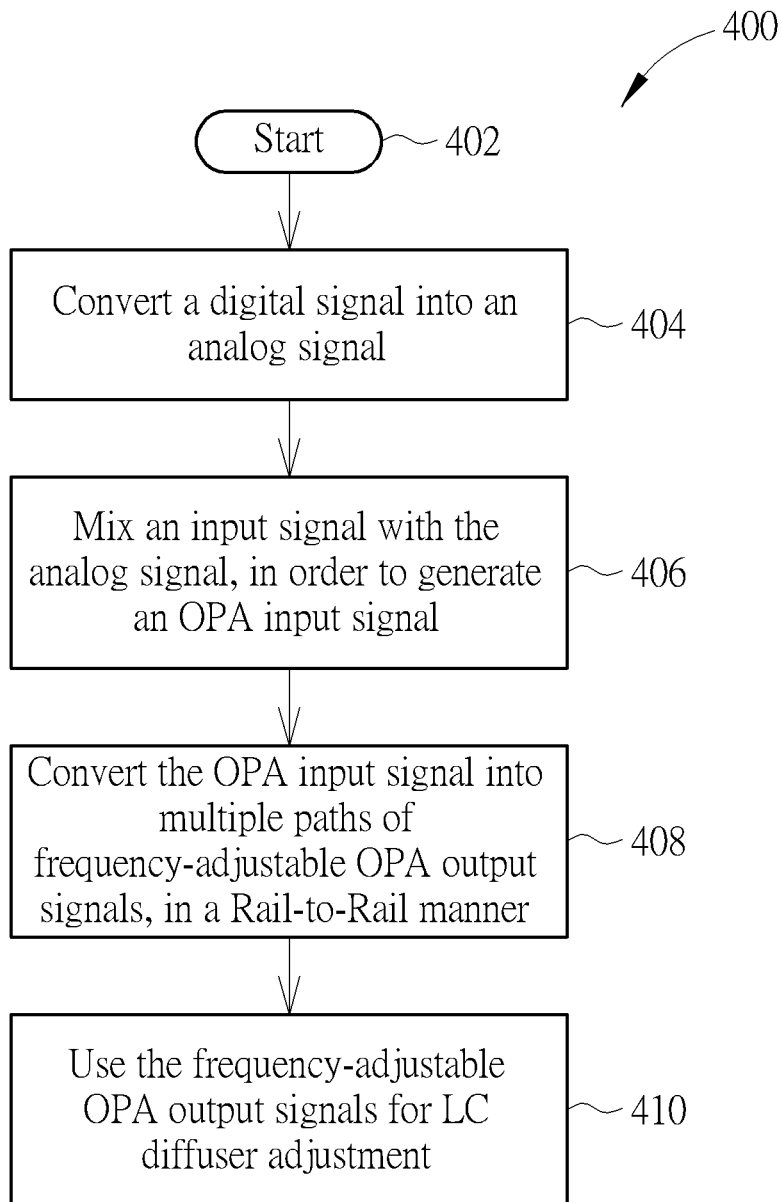 400
Start
402
Convert a digital signal into an
analog signal
404
Mix an input signal with the
analog signal, in order to generate
an OPA input signal
406
Convert the OPA input signal into
multiple paths of
frequency-adjustable OPA output
signals, in a Rail-to-Rail manner
408
Use the frequency-adjustable
OPA output signals for LC
diffuser adjustment
410